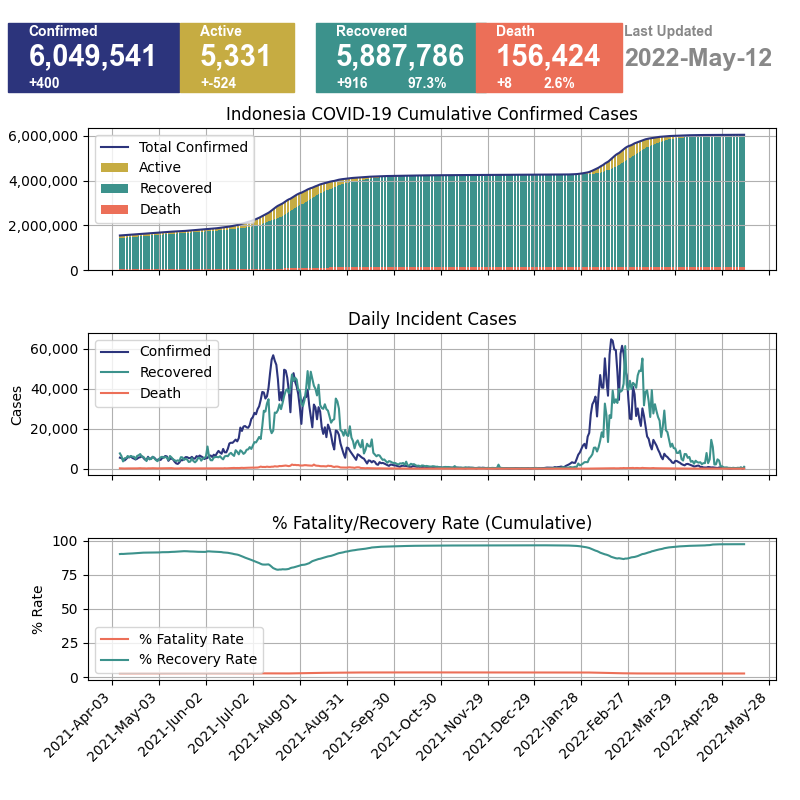 Confirmed
6,049,541
+400
Active
5,331
+-524
Recovered
5,887,786
+916 97.3%
Death
156,424
+8 2.6%
Last Updated
2022-May-12
Indonesia COVID-19 Cumulative Confirmed Cases
6,000,000
4,000,000
2,000,000
0
Total Confirmed
Active
Recovered
Death
Daily Incident Cases
Cases
60,000
40,000
20,000
0
Confirmed
Recovered
Death
% Fatality/Recovery Rate (Cumulative)
% Rate
100
75
50
25
0
% Fatality Rate
% Recovery Rate
2021-Apr-03
2021-May-03
2021-Jun-02
2021-Jul-02
2021-Aug-01
2021-Aug-31
2021-Sep-30
2021-Oct-30
2021-Nov-29
2021-Dec-29
2022-Jan-28
2022-Feb-27
2022-Mar-29
2022-Apr-28
2022-May-28